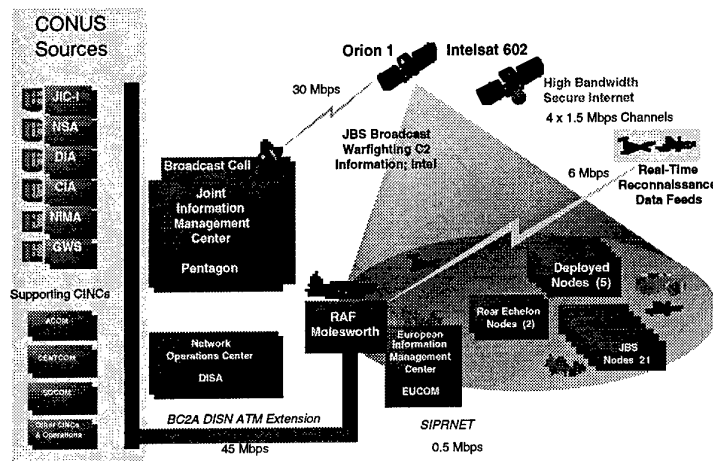 CONUS
Sources
JIC-I
NSA
DIA
CIA
NIMA
GWS
Supporting CINCs
ACOM
CENTCOM
SOCOM
Other CINCs
& Operations
Orion 1
Intelsat 602
30 Mbps
High Bandwidth
Secure Internet
4 x 1.5 Mbps Channels
JBS Broadcast
Warfighting C2
Information; Intel
6 Mbps
Real-Time
Reconnaissance
Data Feeds
Broadcast Cell
Joint
Information
Management
Center
Pentagon
Deployed
Nodes (5)
Rear Echelon
Nodes (2)
JBS
Nodes 21
RAF
Molesworth
European
Information
Management
Center
EUCOM
Network
Operations Center
DISA
BC2A DISN ATM Extension
45 Mbps
SIPRNET
0.5 Mbps